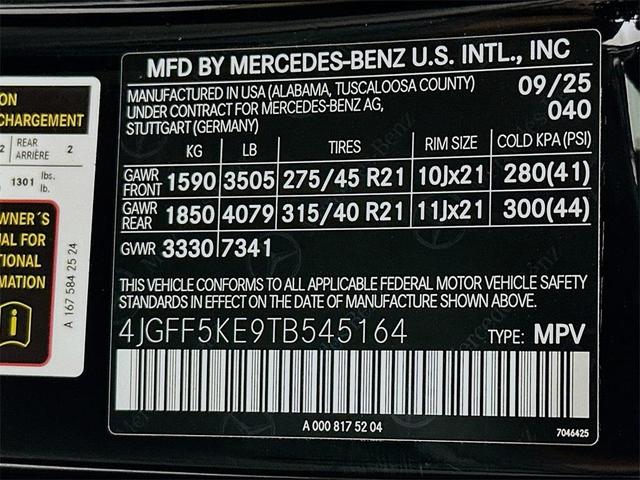 ON
CHARGEMENT
2 REAR ARRIÈRE 2
1301 lbs. lb.
WNER´S
UAL FOR
TIONAL
RMATION
i
A 167 584 25 24
MFD BY MERCEDES-BENZ U.S. INTL., INC
MANUFACTURED IN USA (ALABAMA, TUSCALOOSA COUNTY) 09/25
UNDER CONTRACT FOR MERCEDES-BENZ AG, 040
STUTTGART (GERMANY)
KG LB TIRES RIM SIZE COLD KPA (PSI)
GAWR FRONT 1590 3505 275/45 R21 10Jx21 280(41)
GAWR REAR 1850 4079 315/40 R21 11Jx21 300(44)
GVWR 3330 7341
THIS VEHICLE CONFORMS TO ALL APPLICABLE FEDERAL MOTOR VEHICLE SAFETY
STANDARDS IN EFFECT ON THE DATE OF MANUFACTURE SHOWN ABOVE.
4JGFF5KE9TB545164 TYPE: MPV
A 000 817 52 04
7046425